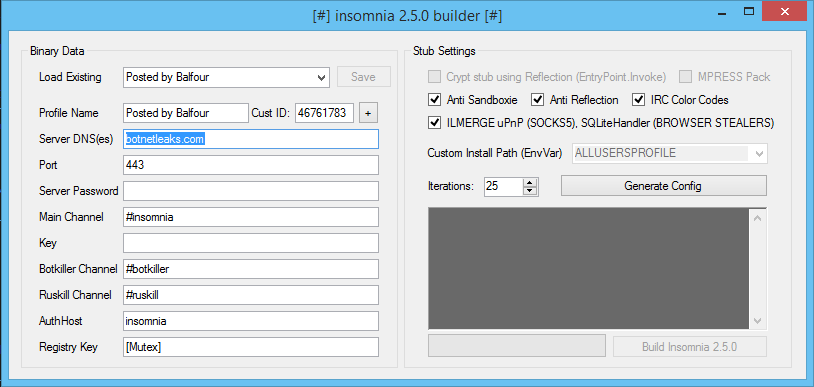 [#] insomnia 2.5.0 builder [#]
Binary Data
Load Existing Posted by Balfour Save
Profile Name Posted by Balfour Cust ID: 46761783 +
Server DNS(es) botnetleaks.com
Port 443
Server Password
Main Channel #insomnia
Key
Botkiller Channel #botkiller
Ruskill Channel #ruskill
AuthHost insomnia
Registry Key [Mutex]
Stub Settings
Crypt stub using Reflection (EntryPoint.Invoke) MPRESS Pack
Anti Sandboxie Anti Reflection IRC Color Codes
ILMERGE uPnP (SOCKS5), SQLiteHandler (BROWSER STEALERS)
Custom Install Path (EnvVar) ALLUSERSPROFILE
Iterations: 25 Generate Config
Build Insomnia 2.5.0